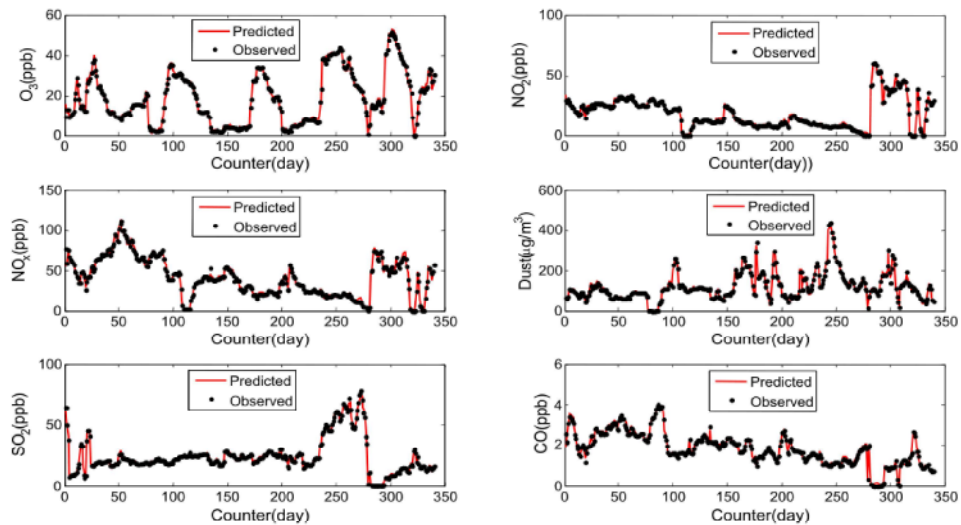 60
40
20
0
O₃(ppb)
Predicted
Observed
0 50 100 150 200 250 300 350
Counter(day)
100
50
0
NO₂(ppb)
Predicted
Observed
0 50 100 150 200 250 300 350
Counter(day))
150
100
50
0
NOₓ(ppb)
Predicted
Observed
0 50 100 150 200 250 300 350
Counter(day)
600
400
200
0
Dust(μg/m³)
Predicted
Observed
0 50 100 150 200 250 300 350
Counter(day)
100
50
0
SO₂(ppb)
Predicted
Observed
0 50 100 150 200 250 300 350
Counter(day)
6
4
2
0
CO(ppb)
Predicted
Observed
0 50 100 150 200 250 300 350
Counter(day)